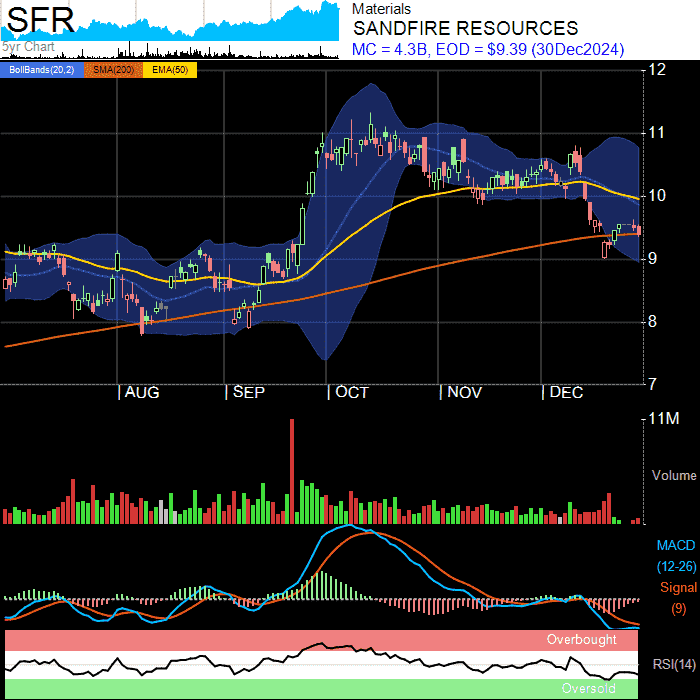 SFR
5yr Chart
Materials
SANDFIRE RESOURCES
MC = 4.3B, EOD = $9.39 (30Dec2024)
BollBands(20,2) SMA(200) EMA(50)
12
11
10
9
8
7
AUG SEP OCT NOV DEC
11M
Volume
MACD
(12-26)
Signal
(9)
Overbought
RSI(14)
Oversold